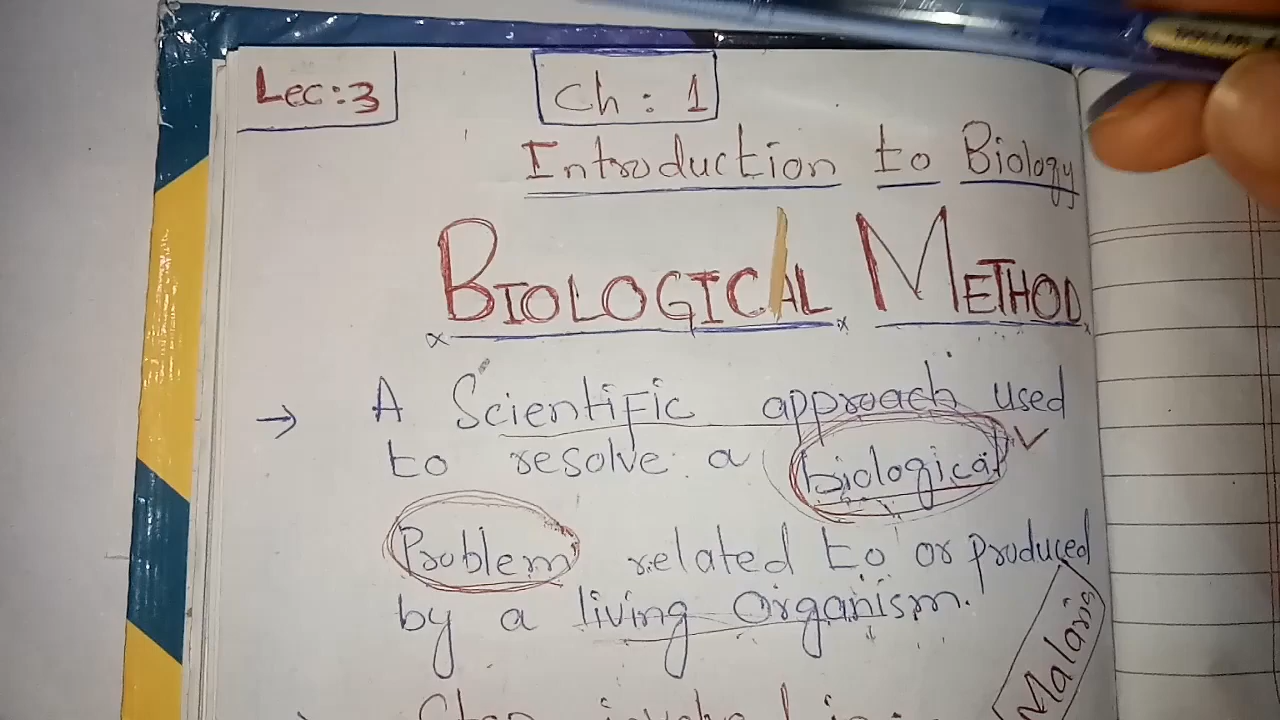 Lec:3
Ch: 1
Introduction to Biology
BIOLOGICAL METHOD
→ A Scientific approach used
to resolve a biological
Problem related to or produced
by a living Organism.
Malaria